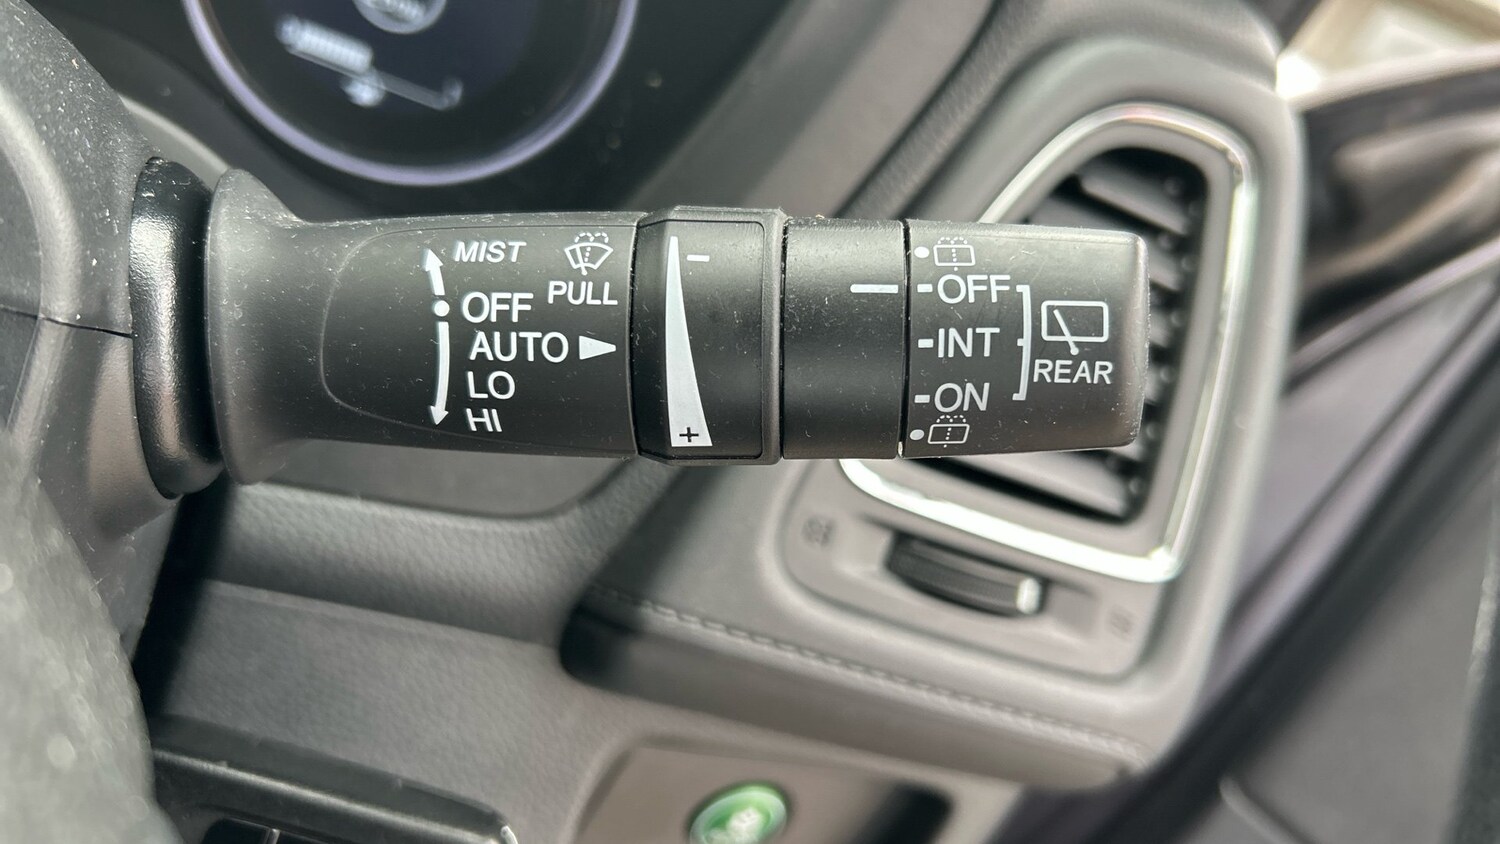 MIST
PULL
OFF
AUTO
LO
HI
-
+
OFF
INT
ON
REAR